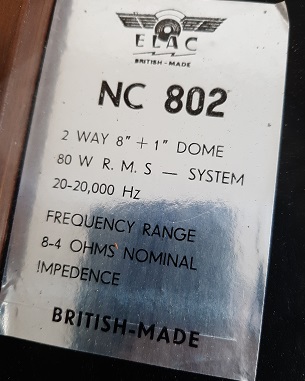 ELAC
BRITISH - MADE
NC 802
2 WAY 8" + 1" DOME
80 W R. M. S — SYSTEM
20-20,000 Hz
FREQUENCY RANGE
8-4 OHMS NOMINAL
IMPEDENCE
BRITISH-MADE